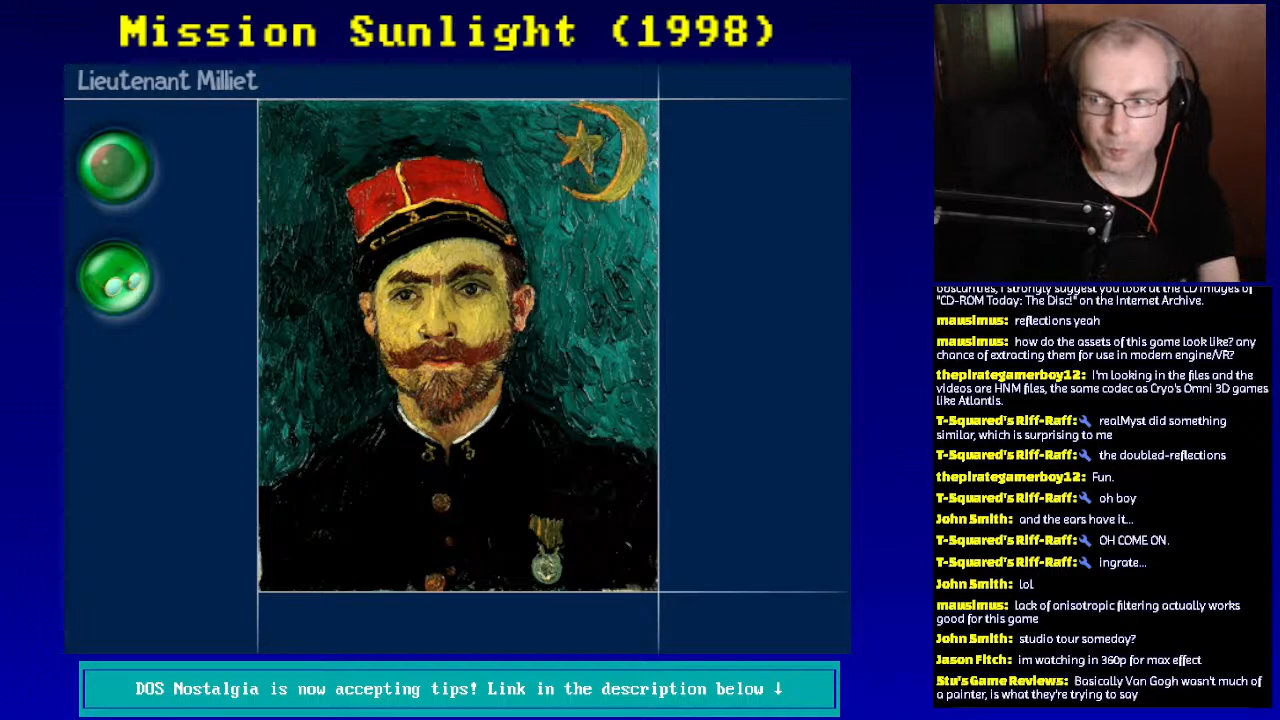 Mission Sunlight (1998)
Lieutenant Milliet
DOS Nostalgia is now accepting tips! Link in the description below ↓
obscurities, I strongly suggest you look at the CD images of
"CD-ROM Today: The Disc!" on the Internet Archive.
mausimus: reflections yeah
mausimus: how do the assets of this game look like? any
chance of extracting them for use in modern engine/VR?
thepirategamerboy12: I'm looking in the files and the
videos are HNM files, the same codec as Cryo's Omni 3D games
like Atlantis.
T-Squared's Riff-Raff: realMyst did something
similar, which is surprising to me
T-Squared's Riff-Raff: the doubled-reflections
thepirategamerboy12: Fun.
T-Squared's Riff-Raff: oh boy
John Smith: and the ears have it...
T-Squared's Riff-Raff: OH COME ON.
T-Squared's Riff-Raff: Ingrate...
John Smith: lol
mausimus: lack of anisotropic filtering actually works
good for this game
John Smith: studio tour someday?
Jason Fitch: im watching in 360p for max effect
Stu's Game Reviews: Basically Van Gogh wasn't much of
a painter, is what they're trying to say